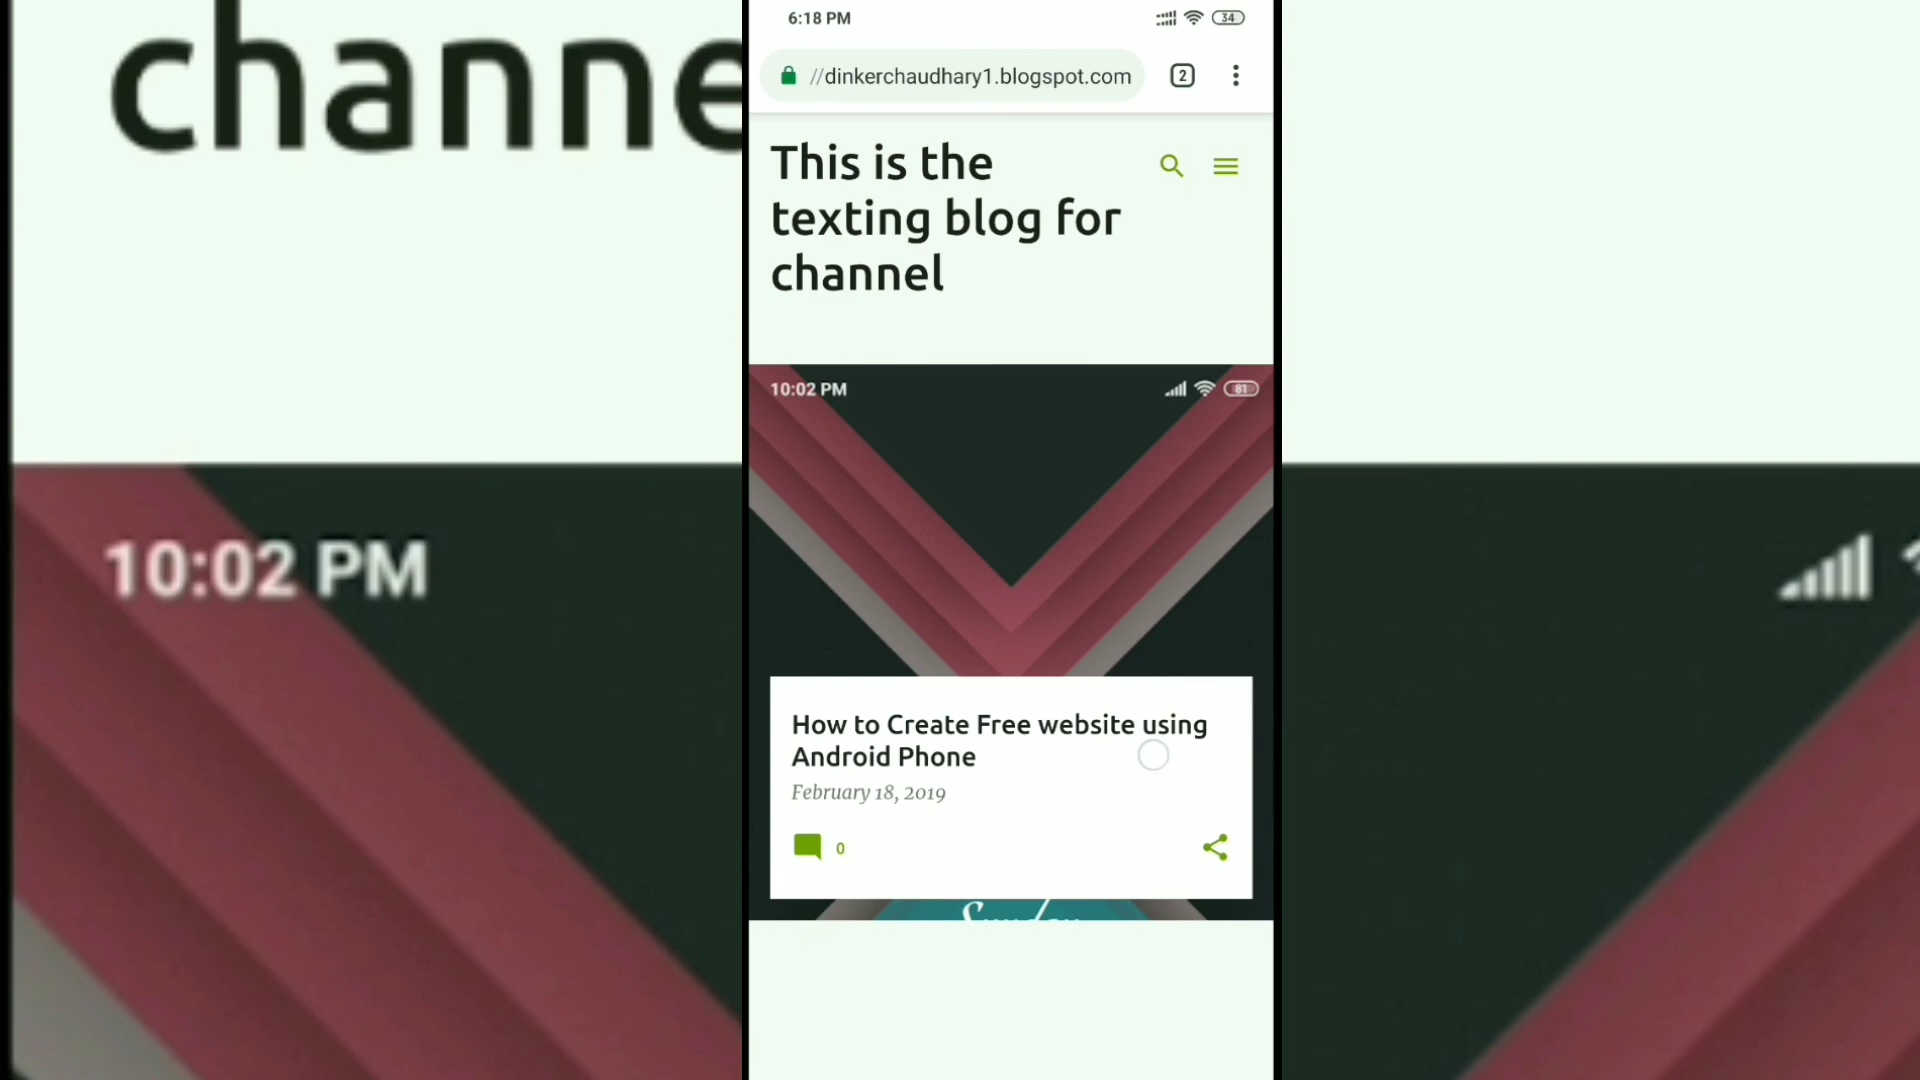 channe
10:02 PM
6:18 PM
34
//dinkerchaudhary1.blogspot.com
2
This is the
texting blog for
channel
10:02 PM
81
How to Create Free website using
Android Phone
February 18, 2019
0